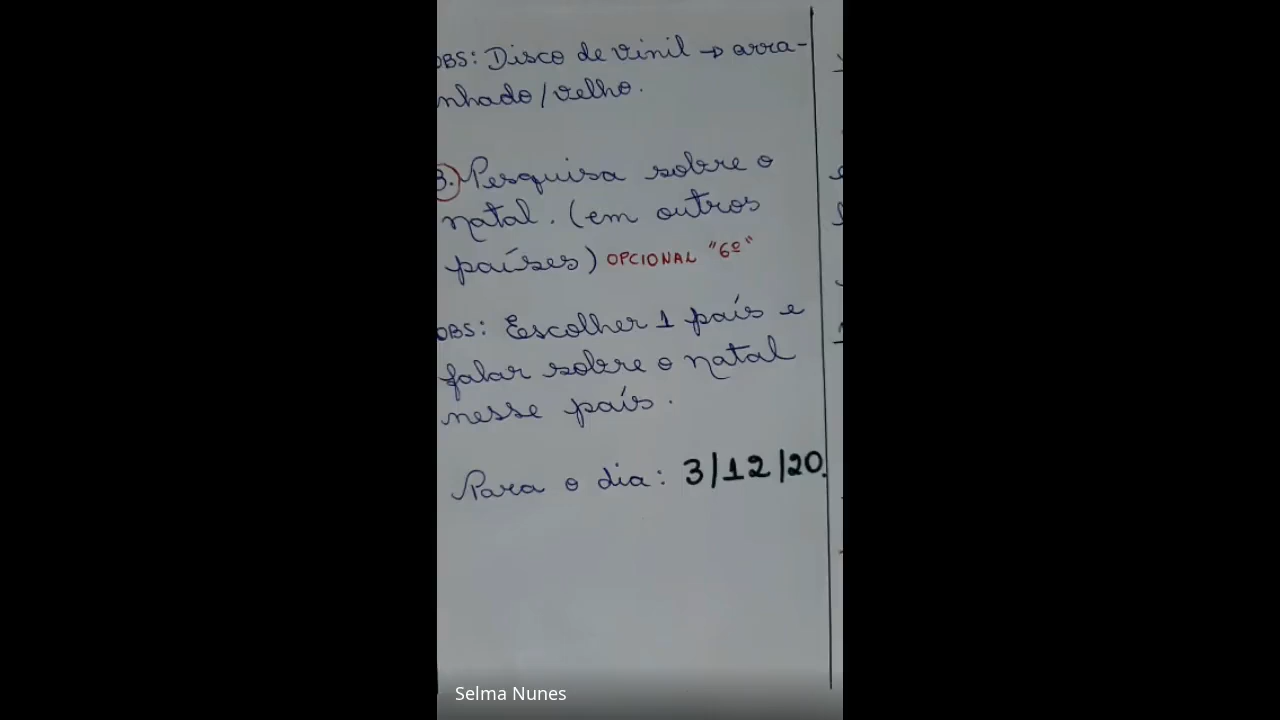 OBS: Disco de vinil → arra-
nhado/velho.
3. Pesquisa sobre o
natal. (em outros
países) OPCIONAL "6º"
OBS: Escolher 1 país e
falar sobre o natal
nesse país.
Para o dia: 3/12/20.
Selma Nunes